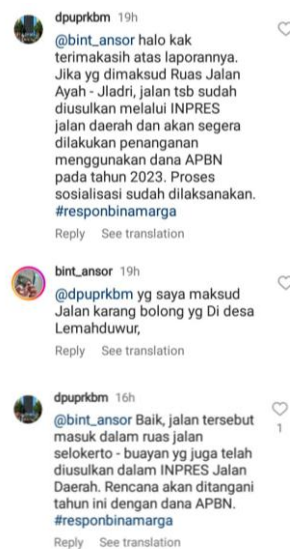 dpuprkbm 19h
@bint_ansor halo kak
terimakasih atas laporannya.
Jika yg dimaksud Ruas Jalan
Ayah - Jladri, jalan tsb sudah
diusulkan melalui INPRES
jalan daerah dan akan segera
dilakukan penanganan
menggunakan dana APBN
pada tahun 2023. Proses
sosialisasi sudah dilaksanakan.
#responbinamarga
Reply See translation
bint_ansor 19h
@dpuprkbm yg saya maksud
Jalan karang bolong yg Di desa
Lemahduwur,
Reply See translation
dpuprkbm 16h
@bint_ansor Baik, jalan tersebut
1
masuk dalam ruas jalan
selokerto - buayan yg juga telah
diusulkan dalam INPRES Jalan
Daerah. Rencana akan ditangani
tahun ini dengan dana APBN.
#responbinamarga
Reply See translation